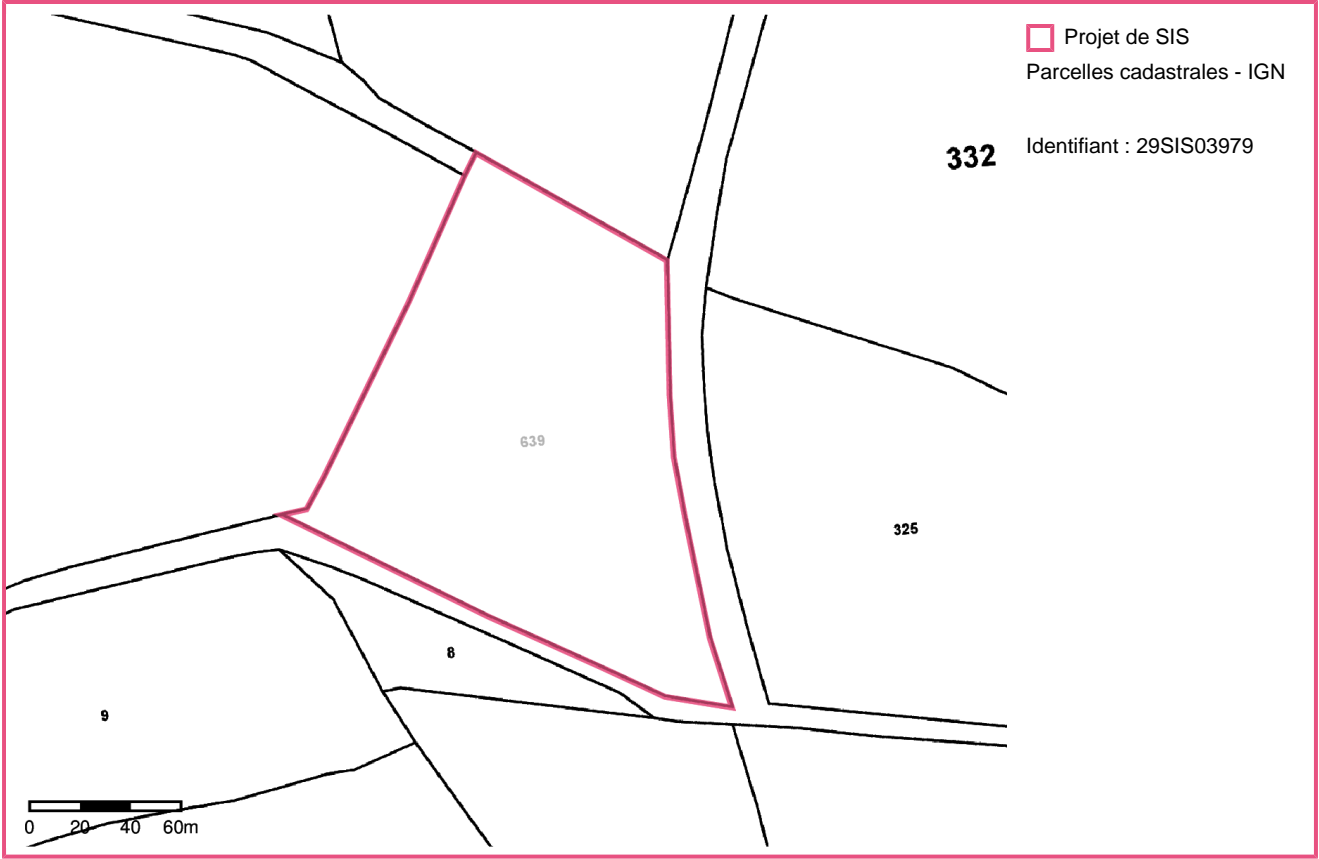 Projet de SIS
Parcelles cadastrales - IGN
332
Identifiant : 29SIS03979
639
325
8
9
0 20 40 60m